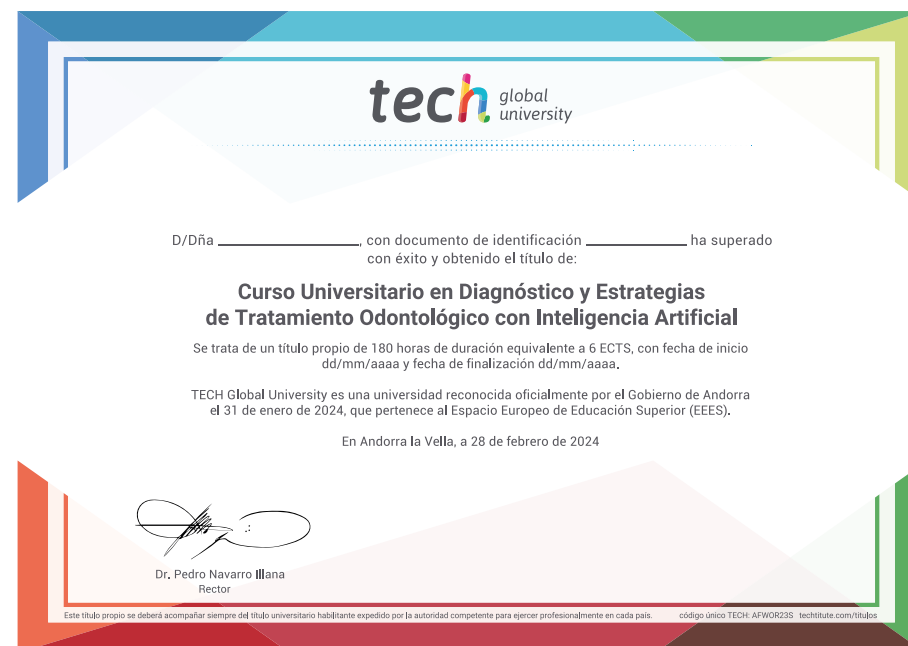 tech global
university
D/Dña ____________, con documento de identificación ____________ ha superado
con éxito y obtenido el título de:
Curso Universitario en Diagnóstico y Estrategias
de Tratamiento Odontológico con Inteligencia Artificial
Se trata de un título propio de 180 horas de duración equivalente a 6 ECTS, con fecha de inicio
dd/mm/aaaa y fecha de finalización dd/mm/aaaa.
TECH Global University es una universidad reconocida oficialmente por el Gobierno de Andorra
el 31 de enero de 2024, que pertenece al Espacio Europeo de Educación Superior (EEES).
En Andorra la Vella, a 28 de febrero de 2024
Dr. Pedro Navarro Illana
Rector
Este título propio se deberá acompañar siempre del título universitario habilitante expedido por la autoridad competente para ejercer profesionalmente en cada país. código único TECH: AFWOR23S techtitute.com/titulos